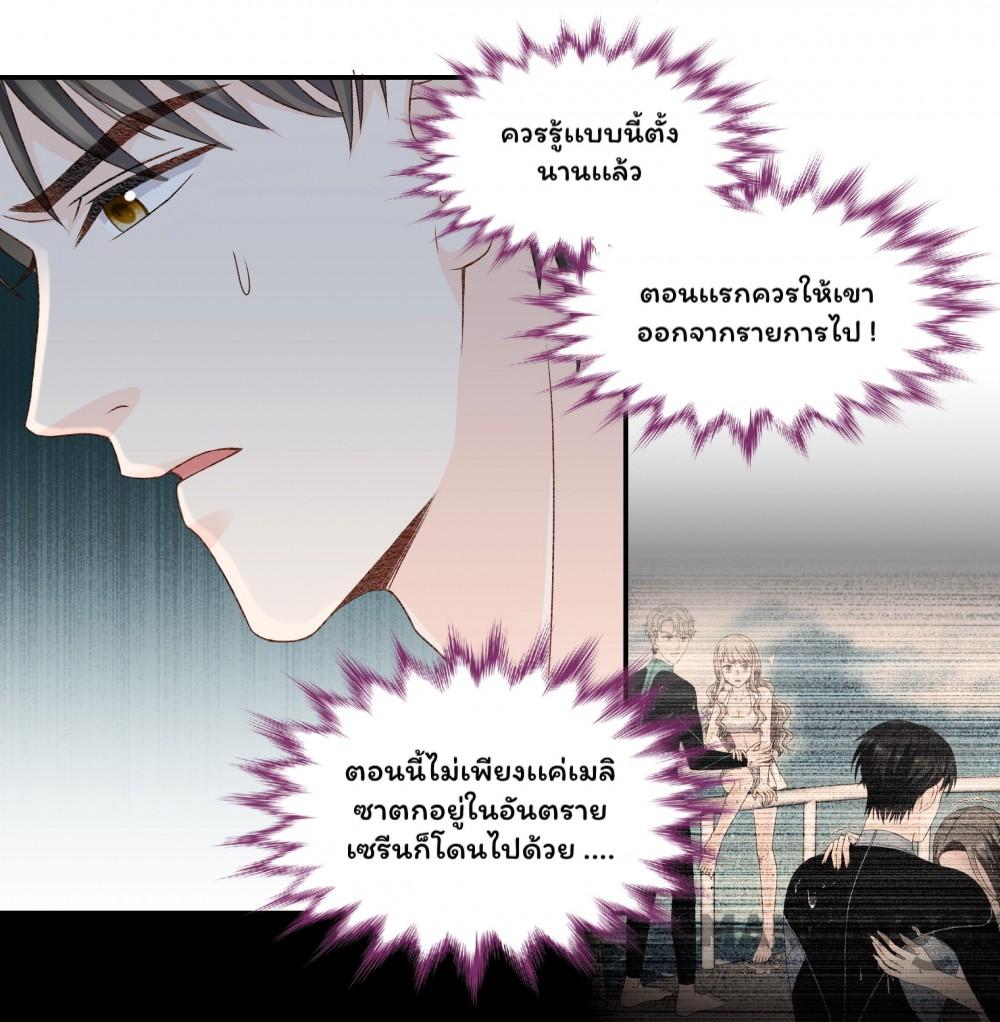 ควรรู้แบบนี้ตั้ง
นานแล้ว
ตอนแรกควรให้เขา
ออกจากรายการไป !
ตอนนี้ไม่เพียงแค่เมลิ
ซาตกอยู่ในอันตราย
เซรีนก็โดนไปด้วย ....